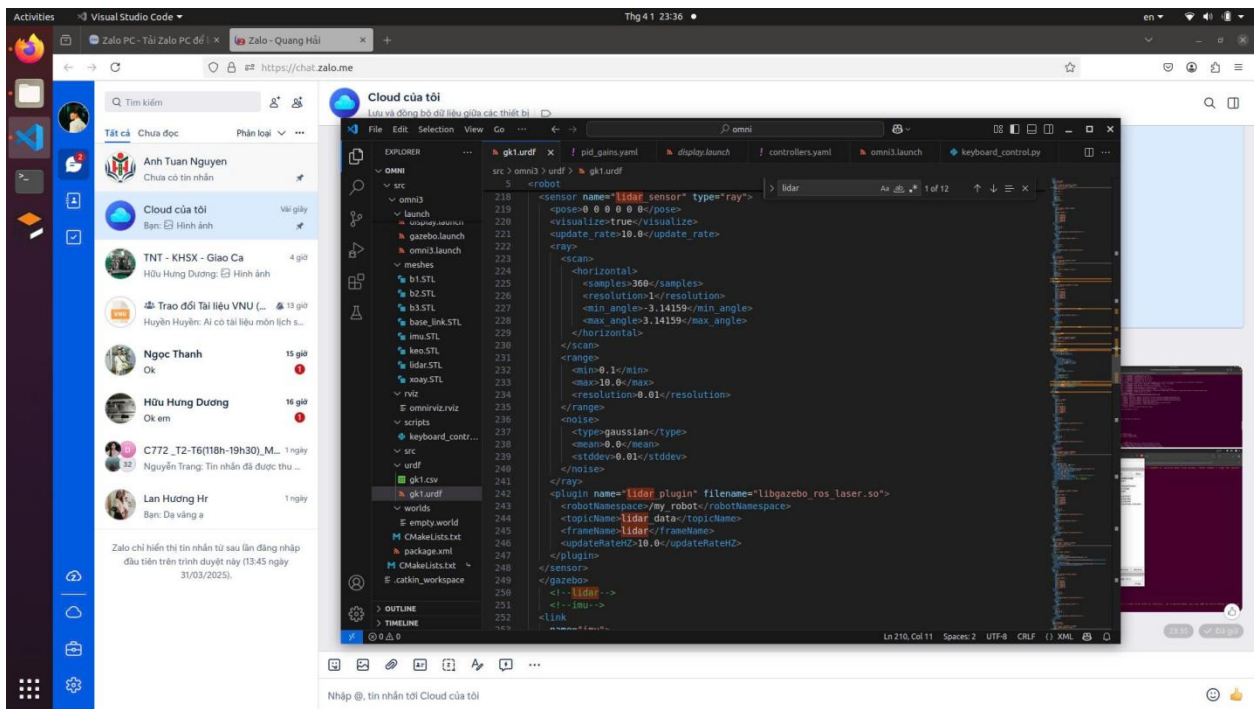 Activities
Visual Studio Code
Thg 4 1 23:36
en
Zalo PC - Tải Zalo PC để
Zalo - Quang Hải
https://chat.zalo.me
Tìm kiếm
Tất cả Chưa đọc Phân loại
Anh Tuan Nguyen
Chưa có tin nhắn
Cloud của tôi Vài giây
Bạn: Hình ảnh
TNT - KHSX - Giao Ca 4 giờ
Hữu Hưng Dương: Hình ảnh
Trao đổi Tài liệu VNU (... 13 giờ
Huyền Huyền: Ai có tài liệu môn lịch s...
Ngọc Thanh 15 giờ
Ok 1
Hữu Hưng Dương 16 giờ
Ok em 1
C772 _T2-T6(118h-19h30)_M... 1 ngày
32 Nguyễn Trang: Tin nhắn đã được thu ...
Lan Hương Hr 1 ngày
Bạn: Dạ vâng ạ
Zalo chỉ hiển thị tin nhắn từ sau lần đăng nhập
đầu tiên trên trình duyệt này (13:45 ngày
31/03/2025).
Cloud của tôi
Lưu và đồng bộ dữ liệu giữa các thiết bị
File Edit Selection View Go ...
omni
EXPLORER ...
OMNI
src
omni3
launch
display.launch
gazebo.launch
omni3.launch
meshes
b1.STL
b2.STL
b3.STL
base_link.STL
imu.STL
keo.STL
lidar.STL
xoay.STL
rviz
omnirviz.rviz
scripts
keyboard_contr...
src
urdf
gk1.csv
gk1.urdf
worlds
empty.world
CMakeLists.txt
package.xml
CMakeLists.txt
.catkin_workspace
OUTLINE
TIMELINE
gk1.urdf pid_gains.yaml display.launch controllers.yaml omni3.launch keyboard_control.py
src > omni3 > urdf > gk1.urdf
lidar 1 of 12
5 <robot
218 <sensor name="lidar_sensor" type="ray">
219 <pose>0 0 0 0 0 0</pose>
220 <visualize>true</visualize>
221 <update_rate>10.0</update_rate>
222 <ray>
223 <scan>
224 <horizontal>
225 <samples>360</samples>
226 <resolution>1</resolution>
227 <min_angle>-3.14159</min_angle>
228 <max_angle>3.14159</max_angle>
229 </horizontal>
230 </scan>
231 <range>
232 <min>0.1</min>
233 <max>10.0</max>
234 <resolution>0.01</resolution>
235 </range>
236 <noise>
237 <type>gaussian</type>
238 <mean>0.0</mean>
239 <stddev>0.01</stddev>
240 </noise>
241 </ray>
242 <plugin name="lidar_plugin" filename="libgazebo_ros_laser.so">
243 <robotNamespace>/my_robot</robotNamespace>
244 <topicName>lidar_data</topicName>
245 <frameName>lidar</frameName>
246 <updateRateHZ>10.0</updateRateHZ>
247 </plugin>
248 </sensor>
249 </gazebo>
250 <!--lidar-->
251 <!--imu-->
252 <link
253 name="imu"
0 0
Ln 210, Col 11 Spaces: 2 UTF-8 CRLF XML
23:35 Đã gửi
Nhập @, tin nhắn tới Cloud của tôi